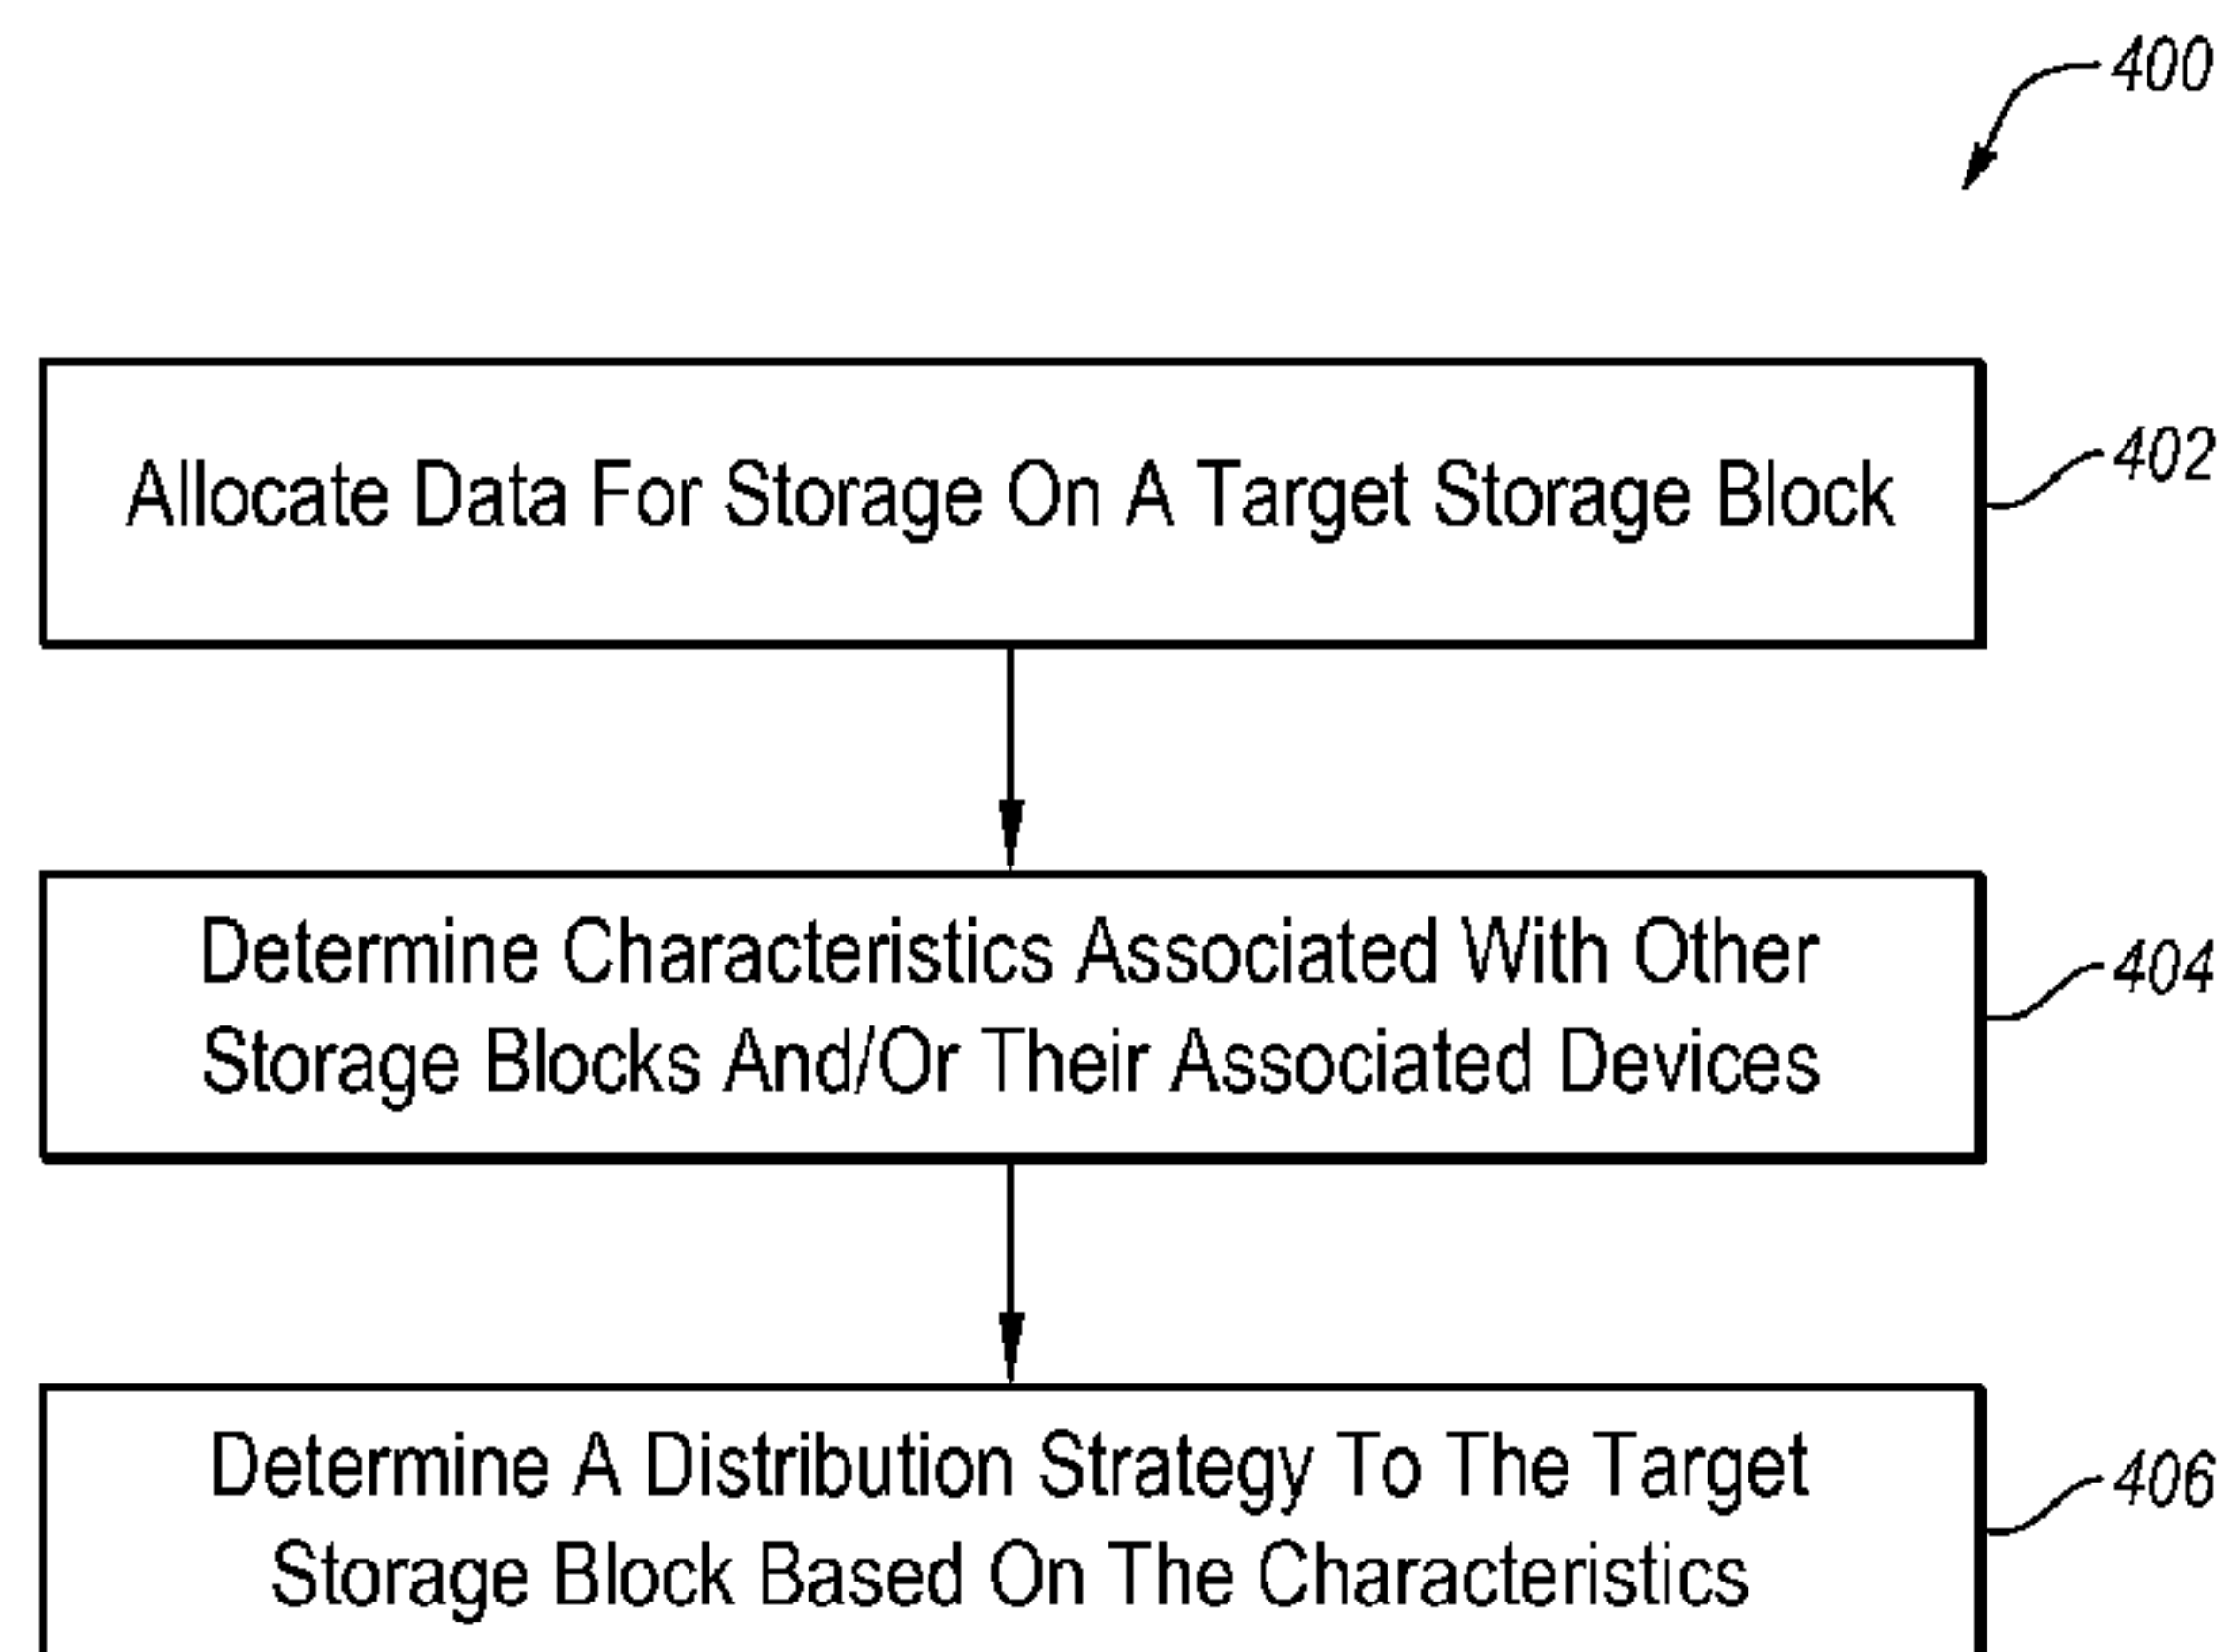 400
Allocate Data For Storage On A Target Storage Block
402
Determine Characteristics Associated With Other
Storage Blocks And/Or Their Associated Devices
404
Determine A Distribution Strategy To The Target
Storage Block Based On The Characteristics
406